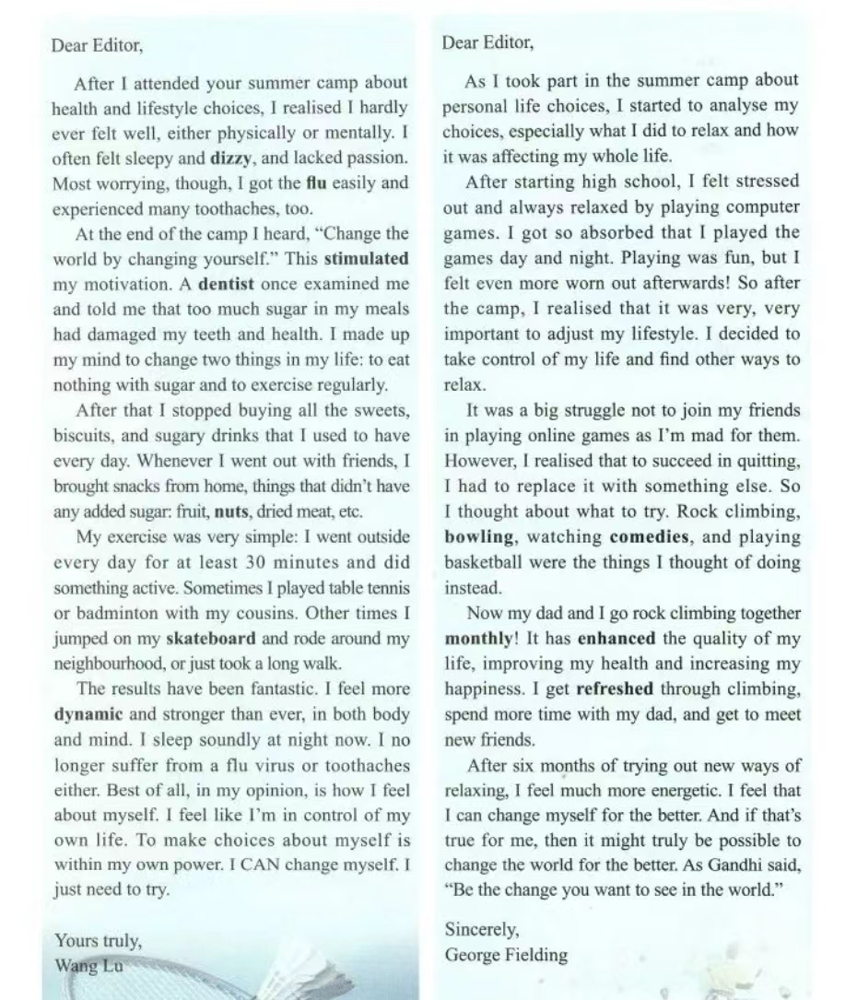 Dear Editor,
After I attended your summer camp about
health and lifestyle choices, I realised I hardly
ever felt well, either physically or mentally. I
often felt sleepy and dizzy, and lacked passion.
Most worrying, though, I got the flu easily and
experienced many toothaches, too.
At the end of the camp I heard, “Change the
world by changing yourself.” This stimulated
my motivation. A dentist once examined me
and told me that too much sugar in my meals
had damaged my teeth and health. I made up
my mind to change two things in my life: to eat
nothing with sugar and to exercise regularly.
After that I stopped buying all the sweets,
biscuits, and sugary drinks that I used to have
every day. Whenever I went out with friends, I
brought snacks from home, things that didn’t have
any added sugar: fruit, nuts, dried meat, etc.
My exercise was very simple: I went outside
every day for at least 30 minutes and did
something active. Sometimes I played table tennis
or badminton with my cousins. Other times I
jumped on my skateboard and rode around my
neighbourhood, or just took a long walk.
The results have been fantastic. I feel more
dynamic and stronger than ever, in both body
and mind. I sleep soundly at night now. I no
longer suffer from a flu virus or toothaches
either. Best of all, in my opinion, is how I feel
about myself. I feel like I’m in control of my
own life. To make choices about myself is
within my own power. I CAN change myself. I
just need to try.
Yours truly,
Wang Lu
Dear Editor,
As I took part in the summer camp about
personal life choices, I started to analyse my
choices, especially what I did to relax and how
it was affecting my whole life.
After starting high school, I felt stressed
out and always relaxed by playing computer
games. I got so absorbed that I played the
games day and night. Playing was fun, but I
felt even more worn out afterwards! So after
the camp, I realised that it was very, very
important to adjust my lifestyle. I decided to
take control of my life and find other ways to
relax.
It was a big struggle not to join my friends
in playing online games as I’m mad for them.
However, I realised that to succeed in quitting,
I had to replace it with something else. So
I thought about what to try. Rock climbing,
bowling, watching comedies, and playing
basketball were the things I thought of doing
instead.
Now my dad and I go rock climbing together
monthly! It has enhanced the quality of my
life, improving my health and increasing my
happiness. I get refreshed through climbing,
spend more time with my dad, and get to meet
new friends.
After six months of trying out new ways of
relaxing, I feel much more energetic. I feel that
I can change myself for the better. And if that’s
true for me, then it might truly be possible to
change the world for the better. As Gandhi said,
“Be the change you want to see in the world.”
Sincerely,
George Fielding